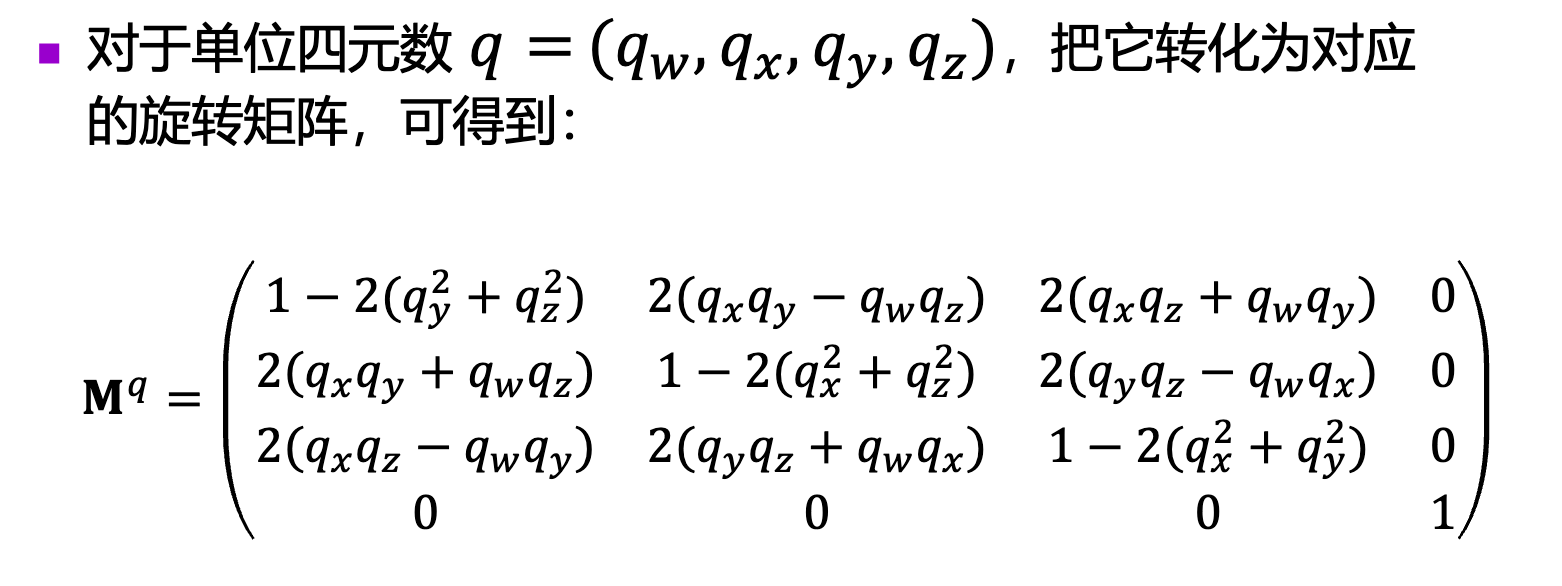 ■ 对于单位四元数 $q = (q_w, q_x, q_y, q_z)$，把它转化为对应
的旋转矩阵，可得到：
$\mathbf{M}^q = \begin{pmatrix} 1 - 2(q_y^2 + q_z^2) & 2(q_xq_y - q_wq_z) & 2(q_xq_z + q_wq_y) & 0 \\ 2(q_xq_y + q_wq_z) & 1 - 2(q_x^2 + q_z^2) & 2(q_yq_z - q_wq_x) & 0 \\ 2(q_xq_z - q_wq_y) & 2(q_yq_z + q_wq_x) & 1 - 2(q_x^2 + q_y^2) & 0 \\ 0 & 0 & 0 & 1 \end{pmatrix}$